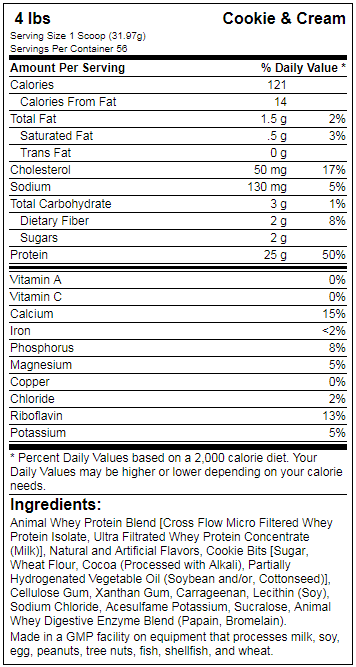 4 lbs Cookie & Cream
Serving Size 1 Scoop (31.97g)
Servings Per Container 56
Amount Per Serving % Daily Value *
Calories 121
Calories From Fat 14
Total Fat 1.5 g 2%
Saturated Fat .5 g 3%
Trans Fat 0 g
Cholesterol 50 mg 17%
Sodium 130 mg 5%
Total Carbohydrate 3 g 1%
Dietary Fiber 2 g 8%
Sugars 2 g
Protein 25 g 50%
Vitamin A 0%
Vitamin C 0%
Calcium 15%
Iron <2%
Phosphorus 8%
Magnesium 5%
Copper 0%
Chloride 2%
Riboflavin 13%
Potassium 5%
* Percent Daily Values based on a 2,000 calorie diet. Your
Daily Values may be higher or lower depending on your calorie
needs.
Ingredients:
Animal Whey Protein Blend [Cross Flow Micro Filtered Whey
Protein Isolate, Ultra Filtrated Whey Protein Concentrate
(Milk)], Natural and Artificial Flavors, Cookie Bits [Sugar,
Wheat Flour, Cocoa (Processed with Alkali), Partially
Hydrogenated Vegetable Oil (Soybean and/or, Cottonseed)],
Cellulose Gum, Xanthan Gum, Carrageenan, Lecithin (Soy),
Sodium Chloride, Acesulfame Potassium, Sucralose, Animal
Whey Digestive Enzyme Blend (Papain, Bromelain).
Made in a GMP facility on equipment that processes milk, soy,
egg, peanuts, tree nuts, fish, shellfish, and wheat.